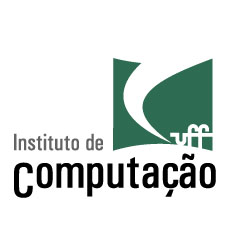 uff
Instituto de
Computação